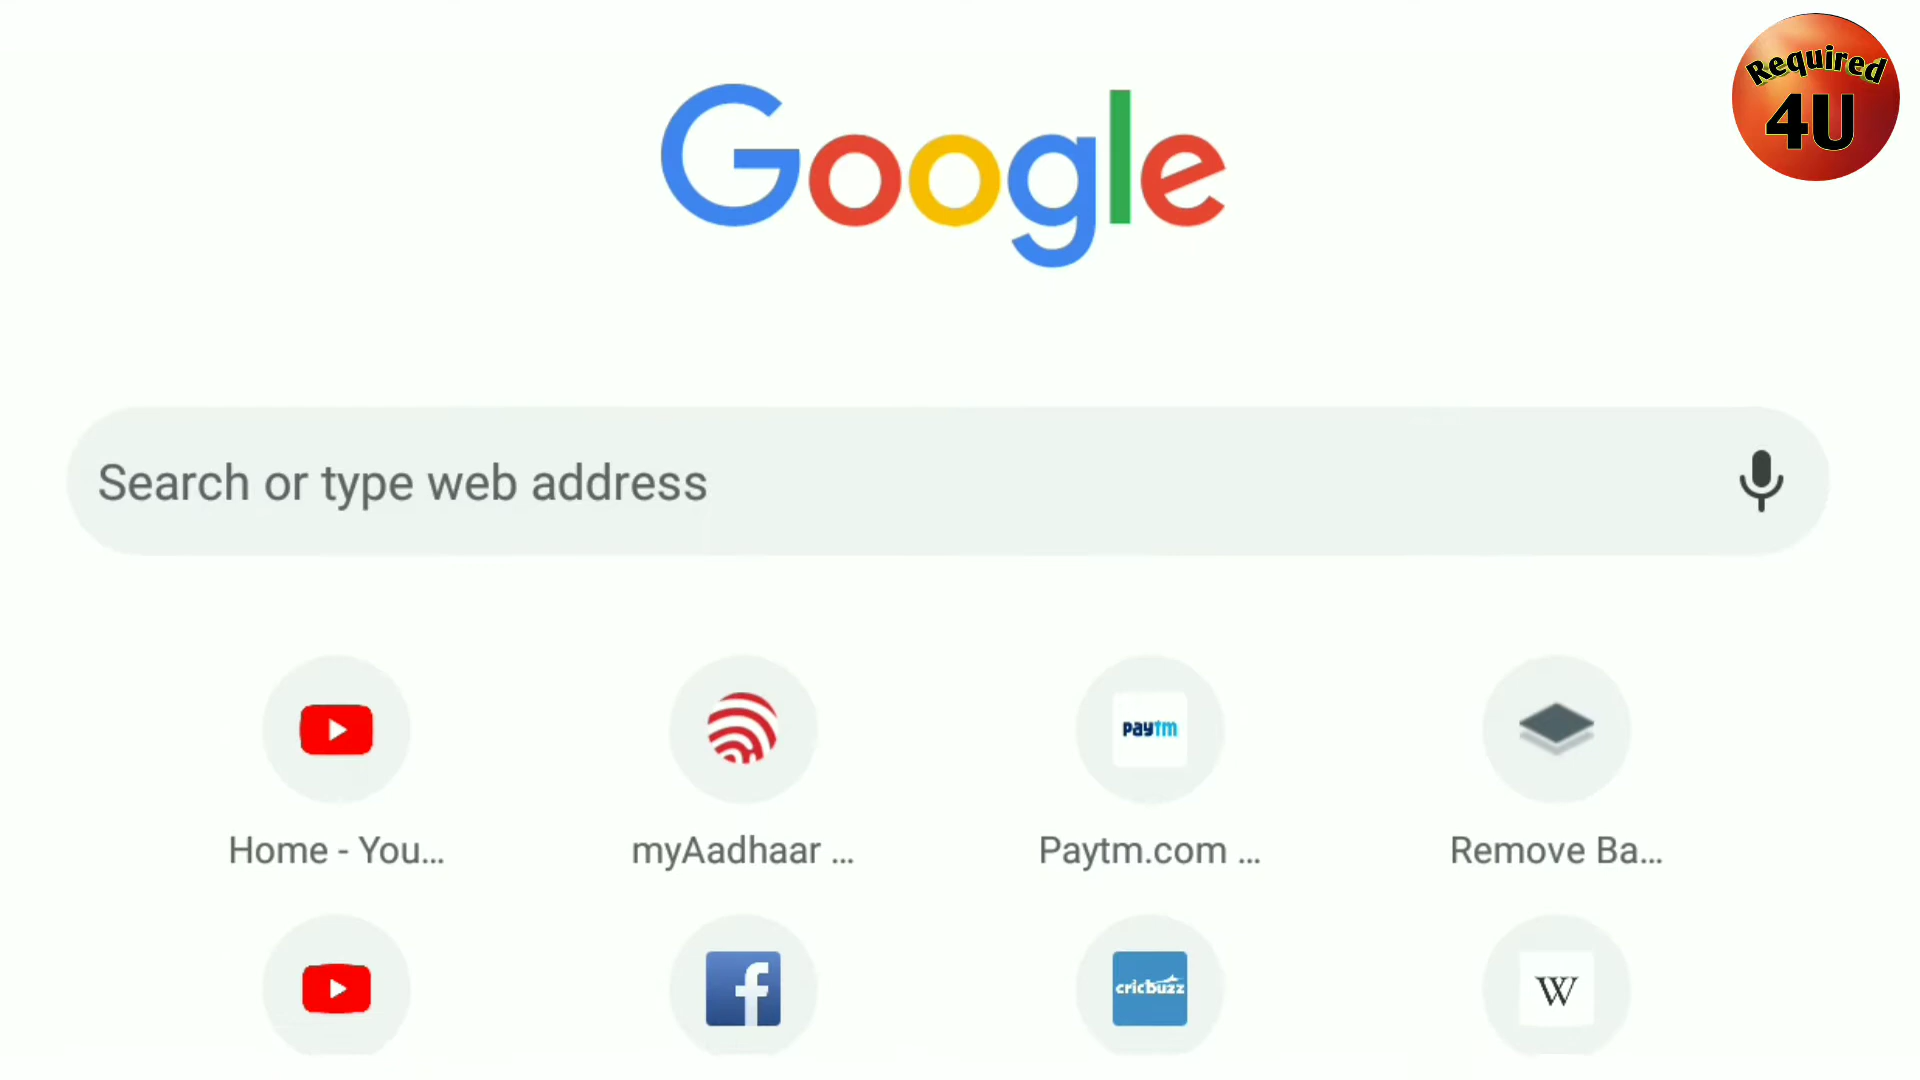 Required
4U
Google
Search or type web address
paytm
Home - You...
myAadhaar ...
Paytm.com ...
Remove Ba...
f
cricbuzz
W